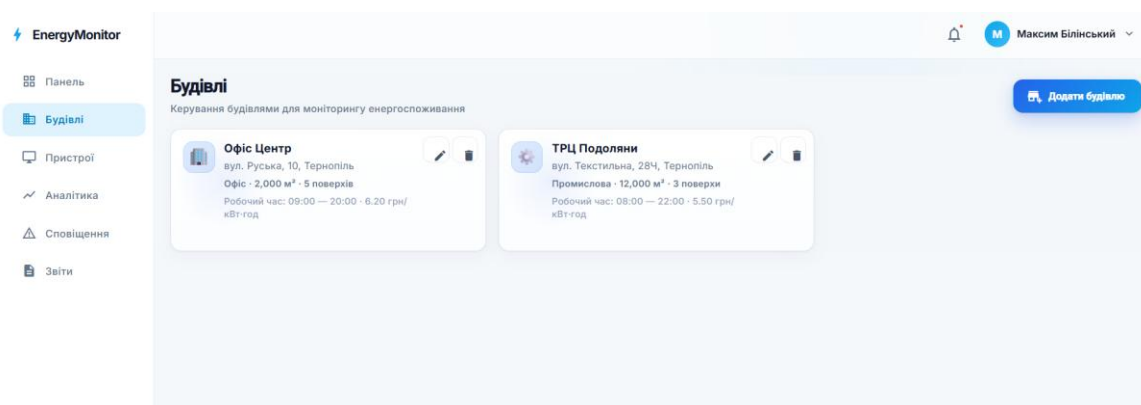 EnergyMonitor
М
Максим Білінський
Панель
Будівлі
Пристрої
Аналітика
Сповіщення
Звіти
Будівлі
Керування будівлями для моніторингу енергоспоживання
Додати будівлю
Офіс Центр
вул. Руська, 10, Тернопіль
Офіс · 2,000 м² · 5 поверхів
Робочий час: 09:00 — 20:00 · 6.20 грн/
кВт·год
ТРЦ Подоляни
вул. Текстильна, 28Ч, Тернопіль
Промислова · 12,000 м² · 3 поверхи
Робочий час: 08:00 — 22:00 · 5.50 грн/
кВт·год